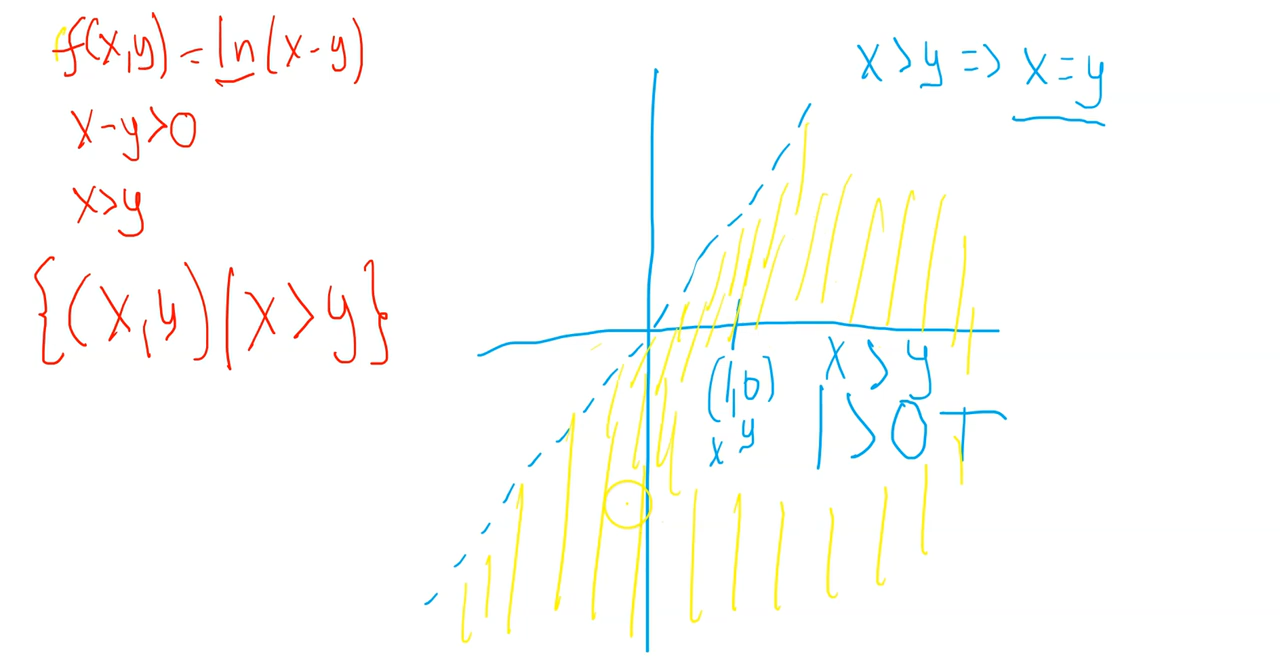 f(x,y) = ln(x-y)
x-y>0
x>y
{(x,y)|x>y}
x>y => x=y
(1,0)
x y
x > y
1>0 T